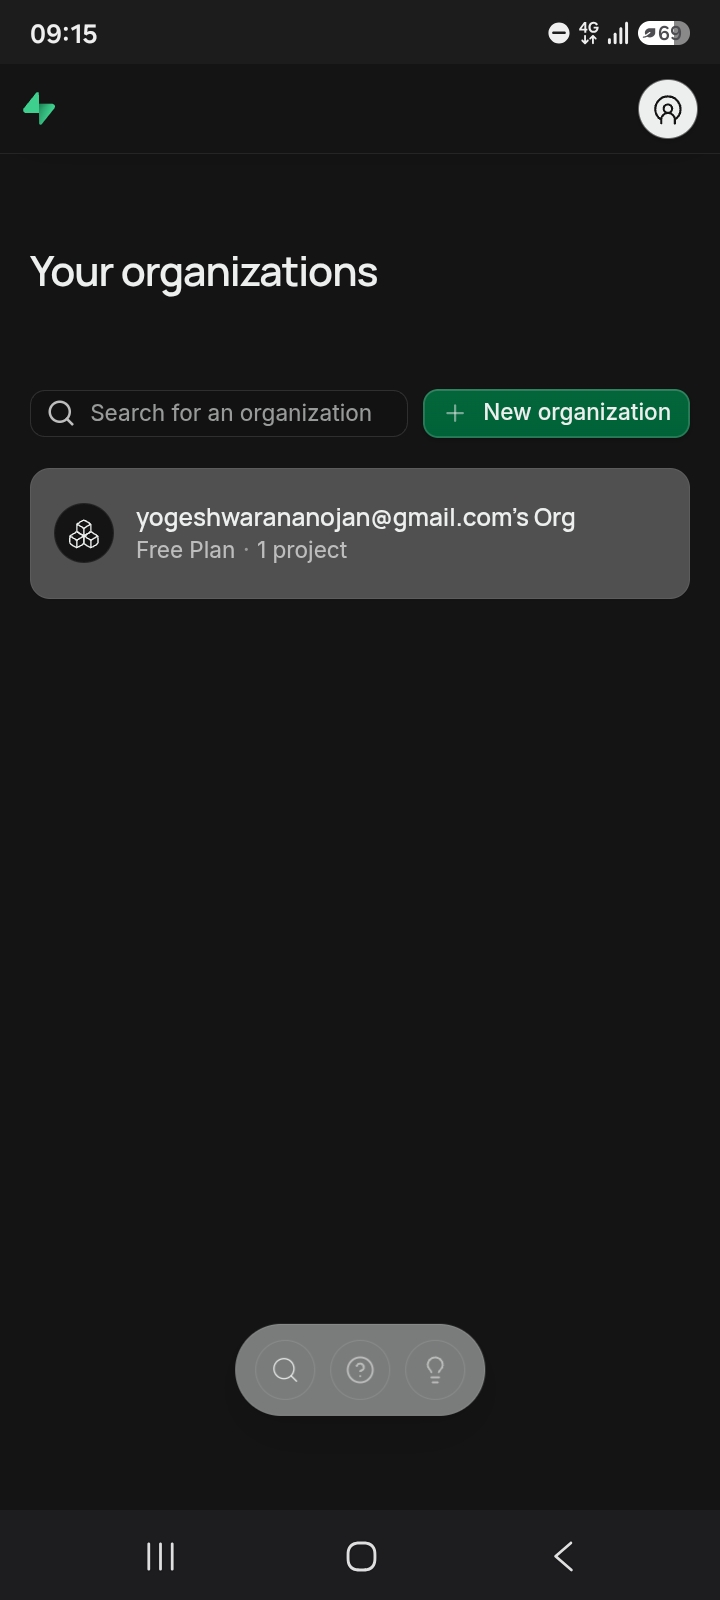 09:15
4G
69
Your organizations
Search for an organization
New organization
yogeshwarananojan@gmail.com's Org
Free Plan · 1 project